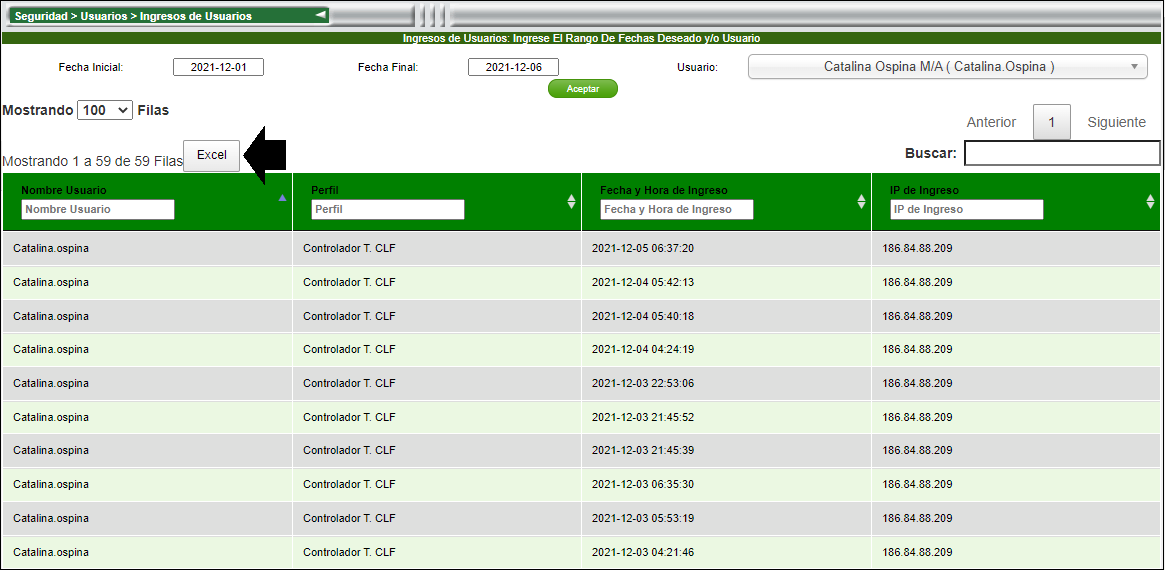 Seguridad > Usuarios > Ingresos de Usuarios
Ingresos de Usuarios: Ingrese El Rango De Fechas Deseado y/o Usuario
Fecha Inicial: 2021-12-01 Fecha Final: 2021-12-06 Usuario: Catalina Ospina M/A ( Catalina.Ospina )
Aceptar
Mostrando 100 Filas
Anterior 1 Siguiente
Mostrando 1 a 59 de 59 Filas Excel
Buscar:
Nombre Usuario Perfil Fecha y Hora de Ingreso IP de Ingreso
Nombre Usuario Perfil Fecha y Hora de Ingreso IP de Ingreso
Catalina.ospina Controlador T. CLF 2021-12-05 06:37:20 186.84.88.209
Catalina.ospina Controlador T. CLF 2021-12-04 05:42:13 186.84.88.209
Catalina.ospina Controlador T. CLF 2021-12-04 05:40:18 186.84.88.209
Catalina.ospina Controlador T. CLF 2021-12-04 04:24:19 186.84.88.209
Catalina.ospina Controlador T. CLF 2021-12-03 22:53:06 186.84.88.209
Catalina.ospina Controlador T. CLF 2021-12-03 21:45:52 186.84.88.209
Catalina.ospina Controlador T. CLF 2021-12-03 21:45:39 186.84.88.209
Catalina.ospina Controlador T. CLF 2021-12-03 06:35:30 186.84.88.209
Catalina.ospina Controlador T. CLF 2021-12-03 05:53:19 186.84.88.209
Catalina.ospina Controlador T. CLF 2021-12-03 04:21:46 186.84.88.209